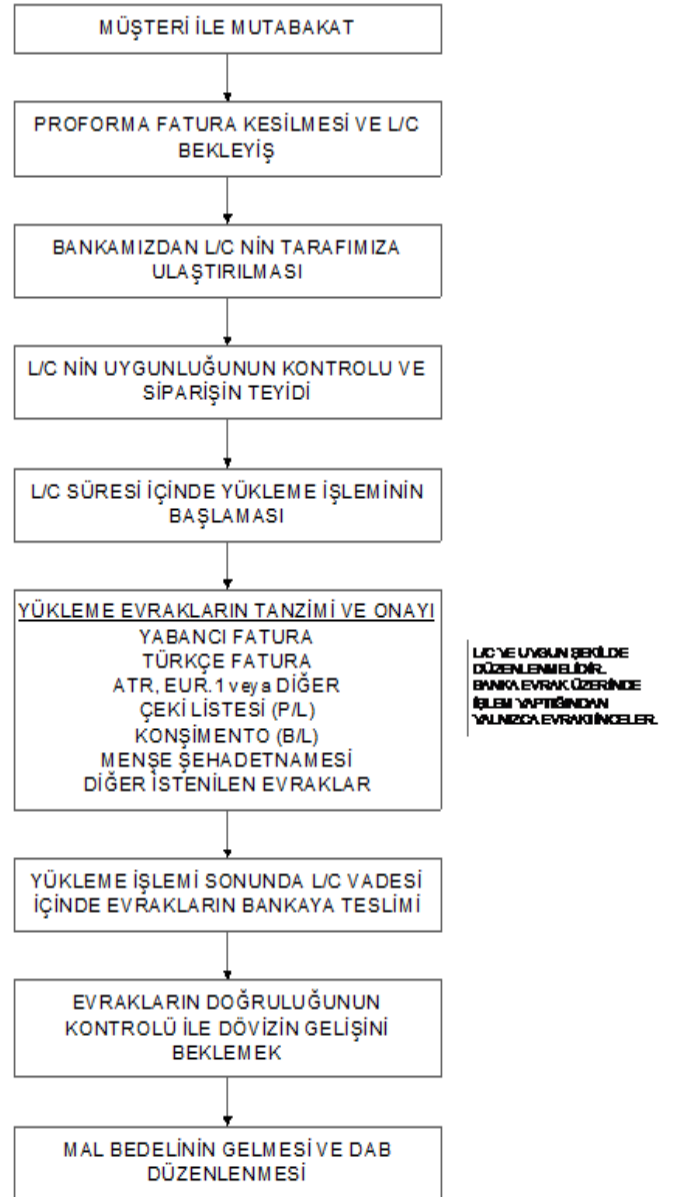 MÜŞTERİ İLE MUTABAKAT
PROFORMA FATURA KESİLMESİ VE L/C
BEKLEYİŞ
BANKAMIZDAN L/C NİN TARAFIMIZA
ULAŞTIRILMASI
L/C NİN UYGUNLUĞUNUN KONTROLU VE
SİPARİŞİN TEYİDİ
L/C SÜRESİ İÇİNDE YÜKLEME İŞLEMİNİN
BAŞLAMASI
YÜKLEME EVRAKLARIN TANZİMİ VE ONAYI
YABANCI FATURA
TÜRKÇE FATURA
ATR, EUR.1 veya DİĞER
ÇEKİ LİSTESİ (P/L)
KONŞİMENTO (B/L)
MENŞE ŞEHADETNAMESİ
DİĞER İSTENİLEN EVRAKLAR
L/C YE UYGUN ŞEKİLDE
DÜZENLENMELİDİR.
BANKA EVRAK ÜZERİNDE
İŞLEM YAPTIĞINDAN
YALNIZCA EVRAKI İNCELER.
YÜKLEME İŞLEMİ SONUNDA L/C VADESİ
İÇİNDE EVRAKLARIN BANKAYA TESLİMİ
EVRAKLARIN DOĞRULUĞUNUN
KONTROLÜ İLE DÖVİZİN GELİŞİNİ
BEKLEMEK
MAL BEDELİNİN GELMESİ VE DAB
DÜZENLENMESİ